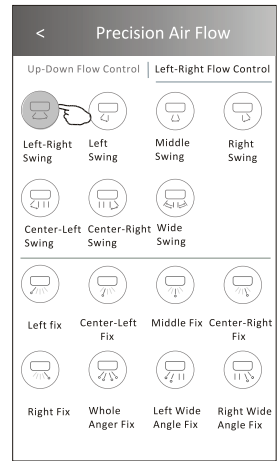 < Precision Air Flow
Up-Down Flow Control | Left-Right Flow Control
Left-Right Left Middle Right
Swing Swing Swing Swing
Center-Left Center-Right Wide
Swing Swing Swing
Left fix Center-Left Middle Fix Center-Right
Fix Fix
Right Fix Whole Left Wide Right Wide
Anger Fix Angle Fix Angle Fix